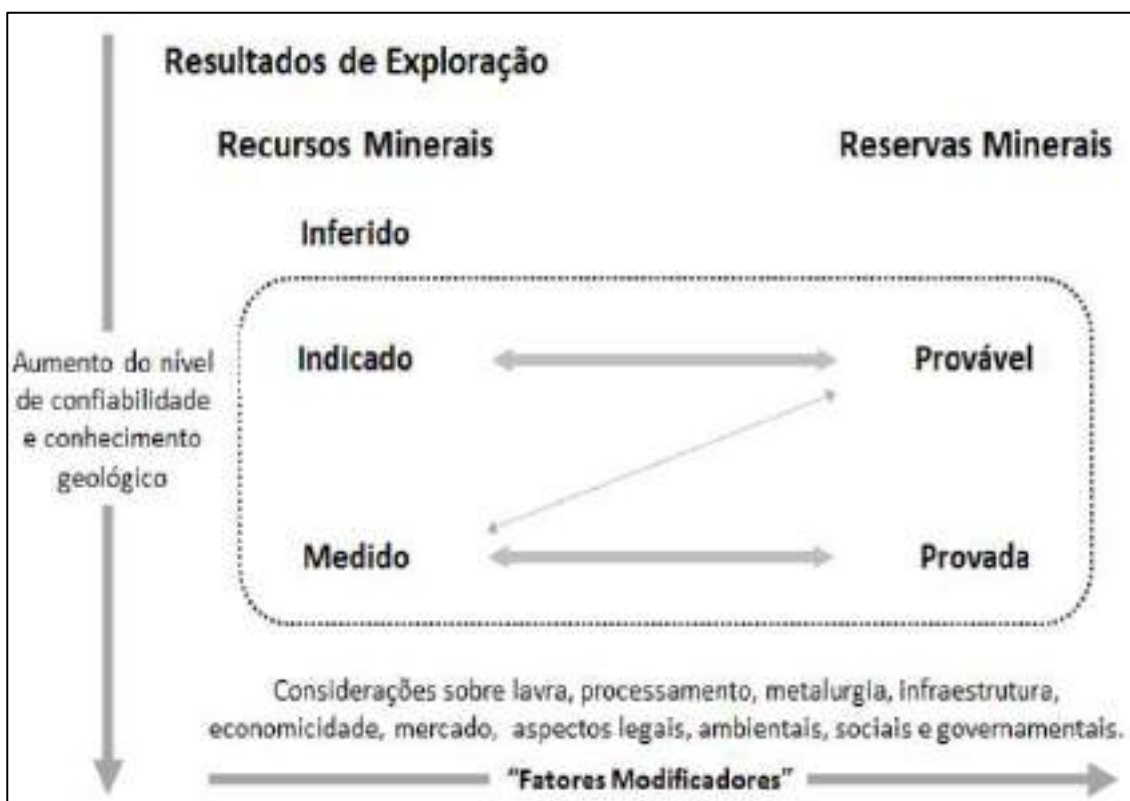 Resultados de Exploração
Recursos Minerais
Reservas Minerais
Inferido
Indicado
Provável
Aumento do nível
de confiabilidade
e conhecimento
geológico
Medido
Provada
Considerações sobre lavra, processamento, metalurgia, infraestrutura,
economicidade, mercado, aspectos legais, ambientais, sociais e governamentais.
"Fatores Modificadores"